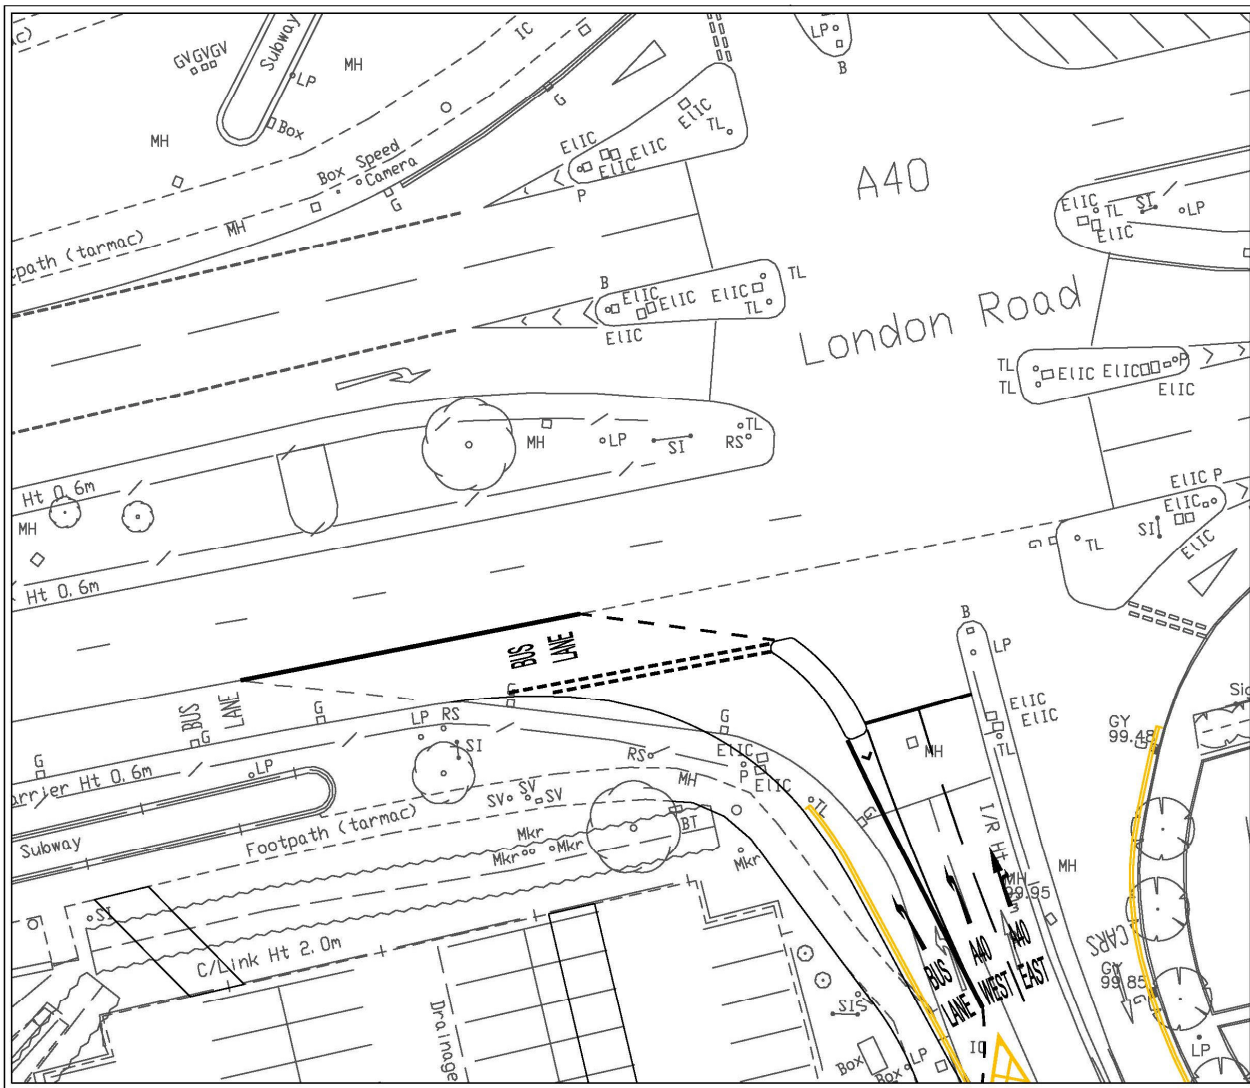 Subway
IC
LP
B
GV GV GV
MH
LP
Box
MH
G
ElIC
TL
Box Speed
Camera
ElIC
ElIC
ElIC
P
G
A40
ElIC
TL
SI
LP
ElIC
MH
path (tarmac)
B
ElIC
ElIC
ElIC
TL
TL
ElIC
London Road
TL
TL
ElIC
ElIC
P
ElIC
TL
RS
MH
LP
SI
Ht 0.6m
MH
ElIC P
ElIC
SI
ElIC
G
TL
Ht 0.6m
B
LP
BUS
LANE
BUS
LANE
G
G
G
G
G
LP RS
SI
ElIC
ElIC
TL
GY
99.48
G
RS
ElIC
P
ElIC
MH
MH
arrier Ht 0.6m
LP
SV
SV
SV
TL
G
I/R Ht
Subway
Footpath (tarmac)
Mkr
Mkr
Mkr
BT
Mkr
MH
MH
99.95
SI
C/Link Ht 2.0m
CARS
GY
99.85
G
BUS
LANE
A40
WEST
A40
EAST
Drainage
SIS
Box
Box
LP
IC
LP